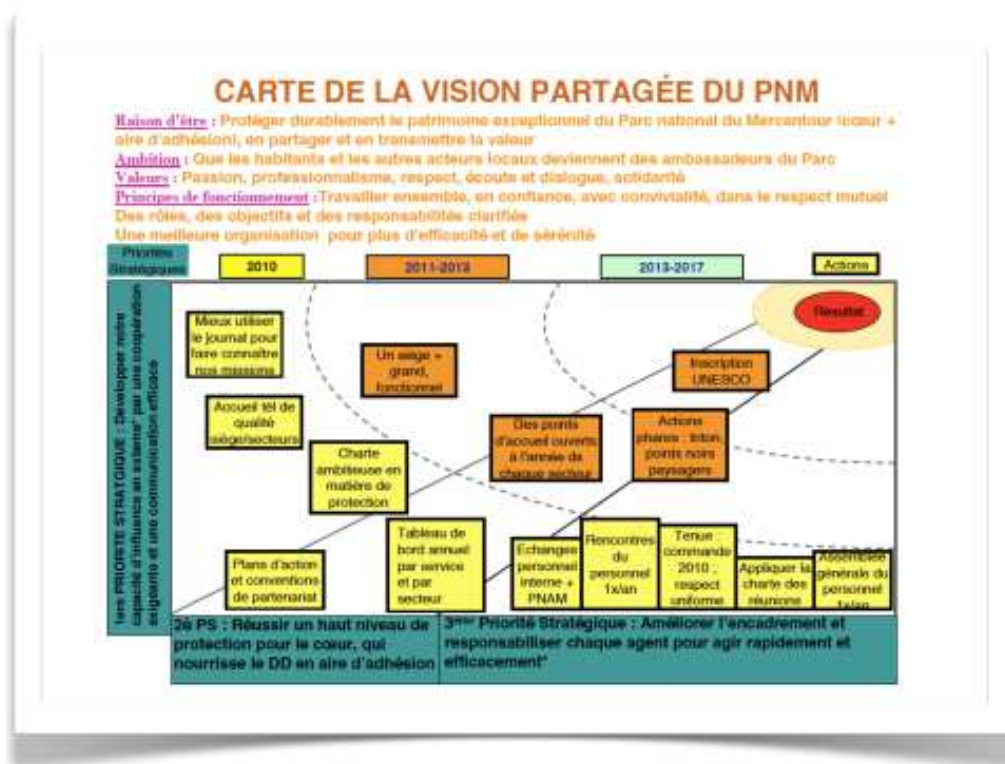 CARTE DE LA VISION PARTAGÉE DU PNM
Raison d'être : Protéger durablement le patrimoine exceptionnel du Parc national du Mercantour (cœur +
aire d'adhésion), en partager et en transmettre la valeur
Ambition : Que les habitants et les autres acteurs locaux deviennent des ambassadeurs du Parc
Valeurs : Passion, professionnalisme, respect, écoute et dialogue, solidarité
Principes de fonctionnement :Travailler ensemble, en confiance, avec convivialité, dans le respect mutuel
Des rôles, des objectifs et des responsabilités clarifiés
Une meilleure organisation pour plus d'efficacité et de sérénité
Priorités
Stratégiques
2010
2011-2013
2013-2017
Actions
1ere PRIORITE STRATGIQUE : Développer notre
capacité d'influence en externe* par une coopération
exigeante et une communication efficace
Mieux utiliser
le journal pour
faire connaître
nos missions
Un siège +
grand,
fonctionnel
Inscription
UNESCO
Résultat
Accueil tél de
qualité
siège/secteurs
Charte
ambitieuse en
matière de
protection
Des points
d'accueil ouverts
à l'année de
chaque secteur
Actions
phares : triton,
points noirs
paysagers
Plans d'action
et conventions
de partenariat
Tableau de
bord annuel
par service
et par
secteur
Echanges
personnel
interne +
PNAM
Rencontres
du
personnel
1x/an
Tenue
commande
2010 ,
respect
uniforme
Appliquer la
charte des
réunions
Assemblée
générale du
personnel
1x/an
2è PS : Réussir un haut niveau de
protection pour le cœur, qui
nourrisse le DD en aire d'adhésion
3ème Priorité Stratégique : Améliorer l'encadrement et
responsabiliser chaque agent pour agir rapidement et
efficacement*